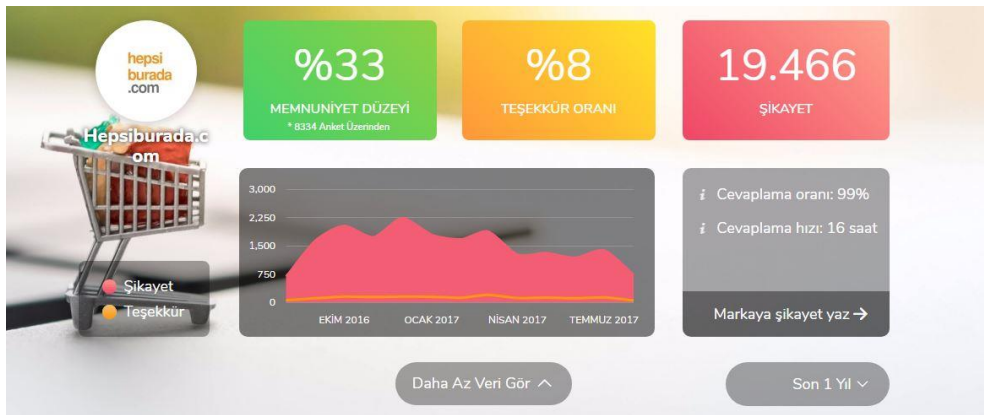 hepsi
burada
.com
Hepsiburada.c
om
%33
MEMNUNİYET DÜZEYİ
* 8334 Anket Üzerinden
%8
TEŞEKKÜR ORANI
19.466
ŞİKAYET
3,000
2,250
1,500
750
0
EKİM 2016
OCAK 2017
NİSAN 2017
TEMMUZ 2017
Şikayet
Teşekkür
i Cevaplama oranı: 99%
i Cevaplama hızı: 16 saat
Markaya şikayet yaz →
Daha Az Veri Gör
Son 1 Yıl